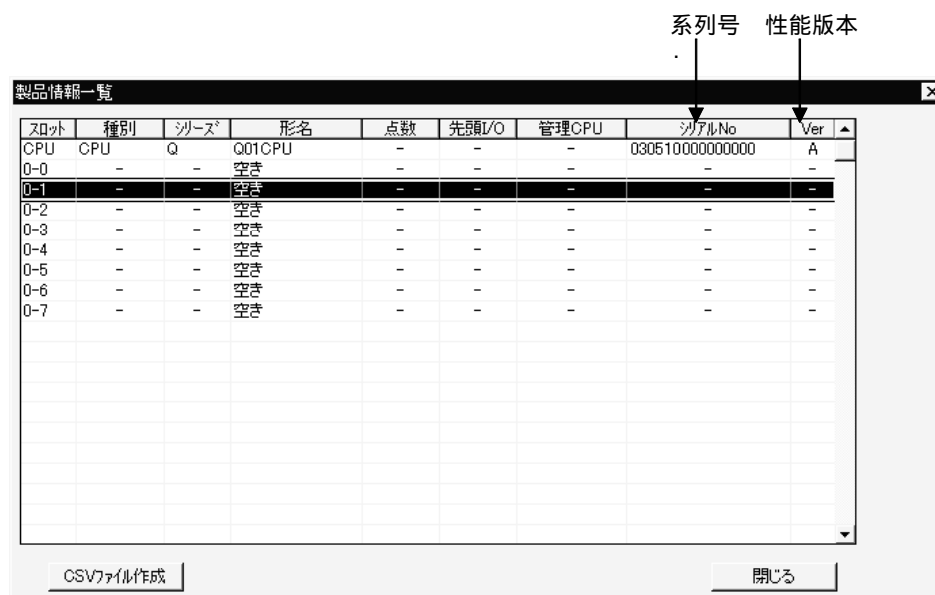 系列号 性能版本
.
製品情報一覧
スロット 種別 シリーズ 形名 点数 先頭I/O 管理CPU シリアルNo Ver
CPU CPU Q Q01CPU - - - 030510000000000 A
0-0 - - 空き - - - - -
0-1 - - 空き - - - - -
0-2 - - 空き - - - - -
0-3 - - 空き - - - - -
0-4 - - 空き - - - - -
0-5 - - 空き - - - - -
0-6 - - 空き - - - - -
0-7 - - 空き - - - - -
CSVファイル作成 閉じる